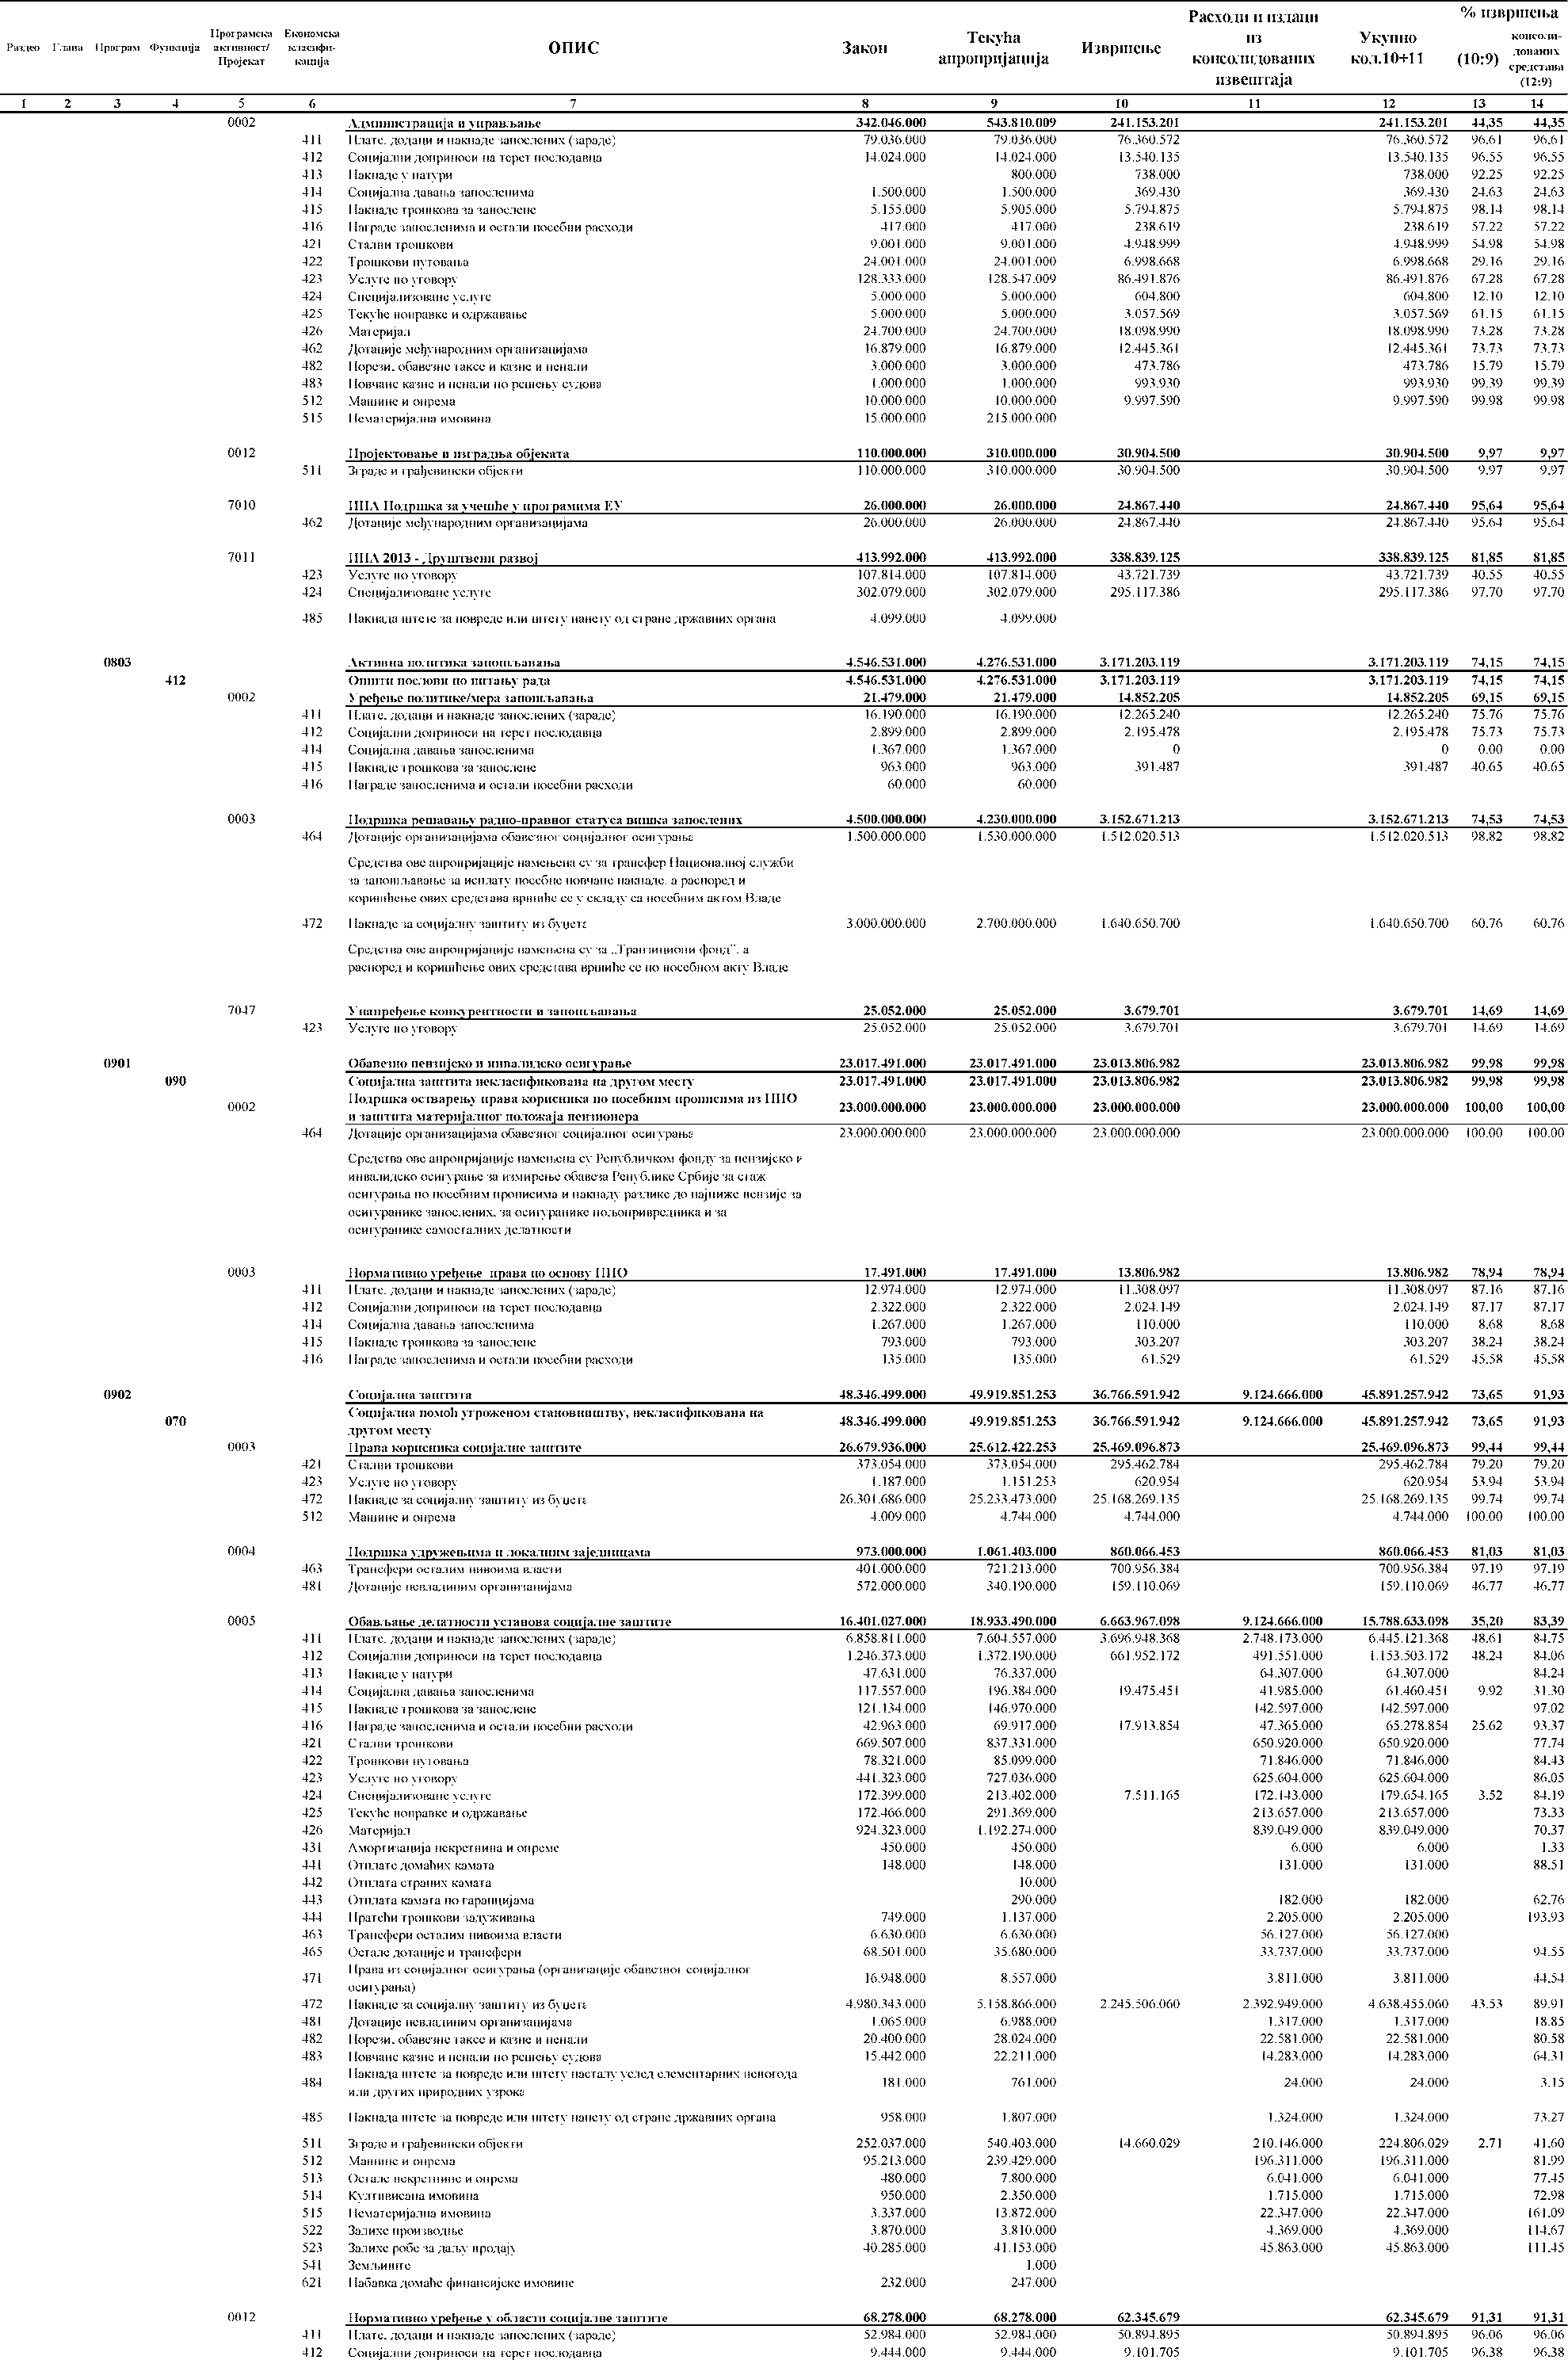 Раздео Глава Програм Функција Програмска активност/ Пројекат Економска класифи- кација ОПИС Закон Текућа апропријација Извршење Расходи и издаци из консолидованих извештаја Укупно кол.10+11 % извршења (10:9) консоли- дованих средстава (12:9)
1 2 3 4 5 6 7 8 9 10 11 12 13 14
0002 Администрација и управљање 342.046.000 543.810.009 241.153.201 241.153.201 44,35 44,35
411 Плате, додаци и накнаде запослених (зараде) 79.036.000 79.036.000 76.360.572 76.360.572 96.61 96.61
412 Социјални доприноси на терет послодавца 14.024.000 14.024.000 13.540.135 13.540.135 96.55 96.55
413 Накнаде у натури 800.000 738.000 738.000 92.25 92.25
414 Социјална давања запосленима 1.500.000 1.500.000 369.430 369.430 24.63 24.63
415 Накнаде трошкова за запослене 5.155.000 5.905.000 5.794.875 5.794.875 98.14 98.14
416 Награде запосленима и остали посебни расходи 417.000 417.000 238.619 238.619 57.22 57.22
421 Стални трошкови 9.001.000 9.001.000 4.948.999 4.948.999 54.98 54.98
422 Трошкови путовања 24.001.000 24.001.000 6.998.668 6.998.668 29.16 29.16
423 Услуге по уговору 128.333.000 128.547.009 86.491.876 86.491.876 67.28 67.28
424 Специјализоване услуге 5.000.000 5.000.000 604.800 604.800 12.10 12.10
425 Текуће поправке и одржавање 5.000.000 5.000.000 3.057.569 3.057.569 61.15 61.15
426 Материјал 24.700.000 24.700.000 18.098.990 18.098.990 73.28 73.28
462 Дотације међународним организацијама 16.879.000 16.879.000 12.445.361 12.445.361 73.73 73.73
482 Порези, обавезне таксе и казне и пенали 3.000.000 3.000.000 473.786 473.786 15.79 15.79
483 Новчане казне и пенали по решењу судова 1.000.000 1.000.000 993.930 993.930 99.39 99.39
512 Машине и опрема 10.000.000 10.000.000 9.997.590 9.997.590 99.98 99.98
515 Нематеријална имовина 15.000.000 215.000.000
0012 Пројектовање и изградња објеката 110.000.000 310.000.000 30.904.500 30.904.500 9,97 9,97
511 Зграде и грађевински објекти 110.000.000 310.000.000 30.904.500 30.904.500 9.97 9.97
7010 ИПА Подршка за учешће у програмима ЕУ 26.000.000 26.000.000 24.867.440 24.867.440 95,64 95,64
462 Дотације међународним организацијама 26.000.000 26.000.000 24.867.440 24.867.440 95.64 95.64
7011 ИПА 2013 - Друштвени развој 413.992.000 413.992.000 338.839.125 338.839.125 81,85 81,85
423 Услуге по уговору 107.814.000 107.814.000 43.721.739 43.721.739 40.55 40.55
424 Специјализоване услуге 302.079.000 302.079.000 295.117.386 295.117.386 97.70 97.70
485 Накнада штете за повреде или штету нанету од стране државних органа 4.099.000 4.099.000
0803 Активна политика запошљавања 4.546.531.000 4.276.531.000 3.171.203.119 3.171.203.119 74,15 74,15
412 Општи послови по питању рада 4.546.531.000 4.276.531.000 3.171.203.119 3.171.203.119 74,15 74,15
0002 Уређење политике/мера запошљавања 21.479.000 21.479.000 14.852.205 14.852.205 69,15 69,15
411 Плате, додаци и накнаде запослених (зараде) 16.190.000 16.190.000 12.265.240 12.265.240 75.76 75.76
412 Социјални доприноси на терет послодавца 2.899.000 2.899.000 2.195.478 2.195.478 75.73 75.73
414 Социјална давања запосленима 1.367.000 1.367.000 0 0 0.00 0.00
415 Накнаде трошкова за запослене 963.000 963.000 391.487 391.487 40.65 40.65
416 Награде запосленима и остали посебни расходи 60.000 60.000
0003 Подршка решавању радно-правног статуса вишка запослених 4.500.000.000 4.230.000.000 3.152.671.213 3.152.671.213 74,53 74,53
464 Дотације организацијама обавезног социјалног осигурања 1.500.000.000 1.530.000.000 1.512.020.513 1.512.020.513 98.82 98.82
Средства ове апропријације намењена су за трансфер Националној служби
за запошљавање за исплату посебне новчане накнаде, а распоред и
коришћење ових средстава вршиће се у складу са посебним актом Владе
472 Накнаде за социјалну заштиту из буџета 3.000.000.000 2.700.000.000 1.640.650.700 1.640.650.700 60.76 60.76
Средства ове апропријације намењена су за „Транзициони фонд", а
распоред и коришћење ових средстава вршиће се по посебном акту Владе
7047 Унапређење конкурентности и запошљавања 25.052.000 25.052.000 3.679.701 3.679.701 14,69 14,69
423 Услуге по уговору 25.052.000 25.052.000 3.679.701 3.679.701 14.69 14.69
0901 Обавезно пензијско и инвалидско осигурање 23.017.491.000 23.017.491.000 23.013.806.982 23.013.806.982 99,98 99,98
090 Социјална заштита некласификована на другом месту 23.017.491.000 23.017.491.000 23.013.806.982 23.013.806.982 99,98 99,98
0002 Подршка остварењу права корисника по посебним прописима из ПИО
и заштита материјалног положаја пензионера 23.000.000.000 23.000.000.000 23.000.000.000 23.000.000.000 100,00 100,00
464 Дотације организацијама обавезног социјалног осигурања 23.000.000.000 23.000.000.000 23.000.000.000 23.000.000.000 100.00 100.00
Средства ове апропријације намењена су Републичком фонду за пензијско и
инвалидско осигурање за измирење обавеза Републике Србије за стаж
осигурања по посебним прописима и накнаду разлике до најниже пензије за
осигуранике запослених, за осигуранике пољопривредника и за
осигуранике самосталних делатности
0003 Нормативно уређење права по основу ПИО 17.491.000 17.491.000 13.806.982 13.806.982 78,94 78,94
411 Плате, додаци и накнаде запослених (зараде) 12.974.000 12.974.000 11.308.097 11.308.097 87.16 87.16
412 Социјални доприноси на терет послодавца 2.322.000 2.322.000 2.024.149 2.024.149 87.17 87.17
414 Социјална давања запосленима 1.267.000 1.267.000 110.000 110.000 8.68 8.68
415 Накнаде трошкова за запослене 793.000 793.000 303.207 303.207 38.24 38.24
416 Награде запосленима и остали посебни расходи 135.000 135.000 61.529 61.529 45.58 45.58
0902 Социјална заштита 48.346.499.000 49.919.851.253 36.766.591.942 9.124.666.000 45.891.257.942 73,65 91,93
070 Социјална помоћ угроженом становништву, некласификована на
другом месту 48.346.499.000 49.919.851.253 36.766.591.942 9.124.666.000 45.891.257.942 73,65 91,93
0003 Права корисника социјалне заштите 26.679.936.000 25.612.422.253 25.469.096.873 25.469.096.873 99,44 99,44
421 Стални трошкови 373.054.000 373.054.000 295.462.784 295.462.784 79.20 79.20
423 Услуге по уговору 1.187.000 1.151.253 620.954 620.954 53.94 53.94
472 Накнаде за социјалну заштиту из буџета 26.301.686.000 25.233.473.000 25.168.269.135 25.168.269.135 99.74 99.74
512 Машине и опрема 4.009.000 4.744.000 4.744.000 4.744.000 100.00 100.00
0004 Подршка удружењима и локалним заједницама 973.000.000 1.061.403.000 860.066.453 860.066.453 81,03 81,03
463 Трансфери осталим нивоима власти 401.000.000 721.213.000 700.956.384 700.956.384 97.19 97.19
481 Дотације невладиним организацијама 572.000.000 340.190.000 159.110.069 159.110.069 46.77 46.77
0005 Обављање делатности установа социјалне заштите 16.401.027.000 18.933.490.000 6.663.967.098 9.124.666.000 15.788.633.098 35,20 83,39
411 Плате, додаци и накнаде запослених (зараде) 6.858.811.000 7.604.557.000 3.696.948.368 2.748.173.000 6.445.121.368 48.61 84.75
412 Социјални доприноси на терет послодавца 1.246.373.000 1.372.190.000 661.952.172 491.551.000 1.153.503.172 48.24 84.06
413 Накнаде у натури 47.631.000 76.337.000 64.307.000 64.307.000 84.24
414 Социјална давања запосленима 117.557.000 196.384.000 19.475.451 41.985.000 61.460.451 9.92 31.30
415 Накнаде трошкова за запослене 121.134.000 146.970.000 142.597.000 142.597.000 97.02
416 Награде запосленима и остали посебни расходи 42.963.000 69.917.000 17.913.854 47.365.000 65.278.854 25.62 93.37
421 Стални трошкови 669.507.000 837.331.000 650.920.000 650.920.000 77.74
422 Трошкови путовања 78.321.000 85.099.000 71.846.000 71.846.000 84.43
423 Услуге по уговору 441.323.000 727.036.000 625.604.000 625.604.000 86.05
424 Специјализоване услуге 172.399.000 213.402.000 7.511.165 172.143.000 179.654.165 3.52 84.19
425 Текуће поправке и одржавање 172.466.000 291.369.000 213.657.000 213.657.000 73.33
426 Материјал 924.323.000 1.192.274.000 839.049.000 839.049.000 70.37
431 Амортизација некретнина и опреме 450.000 450.000 6.000 6.000 1.33
441 Отплате домаћих камата 148.000 148.000 131.000 131.000 88.51
442 Отплата страних камата 10.000
443 Отплата камата по гаранцијама 290.000 182.000 182.000 62.76
444 Пратећи трошкови задуживања 749.000 1.137.000 2.205.000 2.205.000 193.93
463 Трансфери осталим нивоима власти 6.630.000 6.630.000 56.127.000 56.127.000
465 Остале дотације и трансфери 68.501.000 35.680.000 33.737.000 33.737.000 94.55
471 Права из социјалног осигурања (организације обавезног социјалног
осигурања) 16.948.000 8.557.000 3.811.000 3.811.000 44.54
472 Накнаде за социјалну заштиту из буџета 4.980.343.000 5.158.866.000 2.245.506.060 2.392.949.000 4.638.455.060 43.53 89.91
481 Дотације невладиним организацијама 1.065.000 6.988.000 1.317.000 1.317.000 18.85
482 Порези, обавезне таксе и казне и пенали 20.400.000 28.024.000 22.581.000 22.581.000 80.58
483 Новчане казне и пенали по решењу судова 15.442.000 22.211.000 14.283.000 14.283.000 64.31
484 Накнада штете за повреде или штету насталу услед елементарних непогода
или других природних узрока 181.000 761.000 24.000 24.000 3.15
485 Накнада штете за повреде или штету нанету од стране државних органа 958.000 1.807.000 1.324.000 1.324.000 73.27
511 Зграде и грађевински објекти 252.037.000 540.403.000 14.660.029 210.146.000 224.806.029 2.71 41.60
512 Машине и опрема 95.213.000 239.429.000 196.311.000 196.311.000 81.99
513 Остале некретнине и опрема 480.000 7.800.000 6.041.000 6.041.000 77.45
514 Култивисана имовина 950.000 2.350.000 1.715.000 1.715.000 72.98
515 Нематеријална имовина 3.337.000 13.872.000 22.347.000 22.347.000 161.09
522 Залихе производње 3.870.000 3.810.000 4.369.000 4.369.000 114.67
523 Залихе робе за даљу продају 40.285.000 41.153.000 45.863.000 45.863.000 111.45
541 Земљиште 1.000
621 Набавка домаће финансијске имовине 232.000 247.000
0012 Нормативно уређење у области социјалне заштите 68.278.000 68.278.000 62.345.679 62.345.679 91,31 91,31
411 Плате, додаци и накнаде запослених (зараде) 52.984.000 52.984.000 50.894.895 50.894.895 96.06 96.06
412 Социјални доприноси на терет послодавца 9.444.000 9.444.000 9.101.705 9.101.705 96.38 96.38